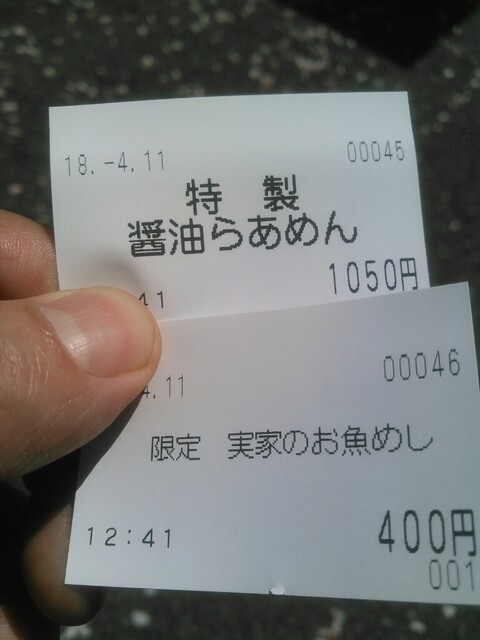 18.-4.11 00045
特 製
醤油らあめん
1050円
41
4.11 00046
限定 実家のお魚めし
12:41 400円
001